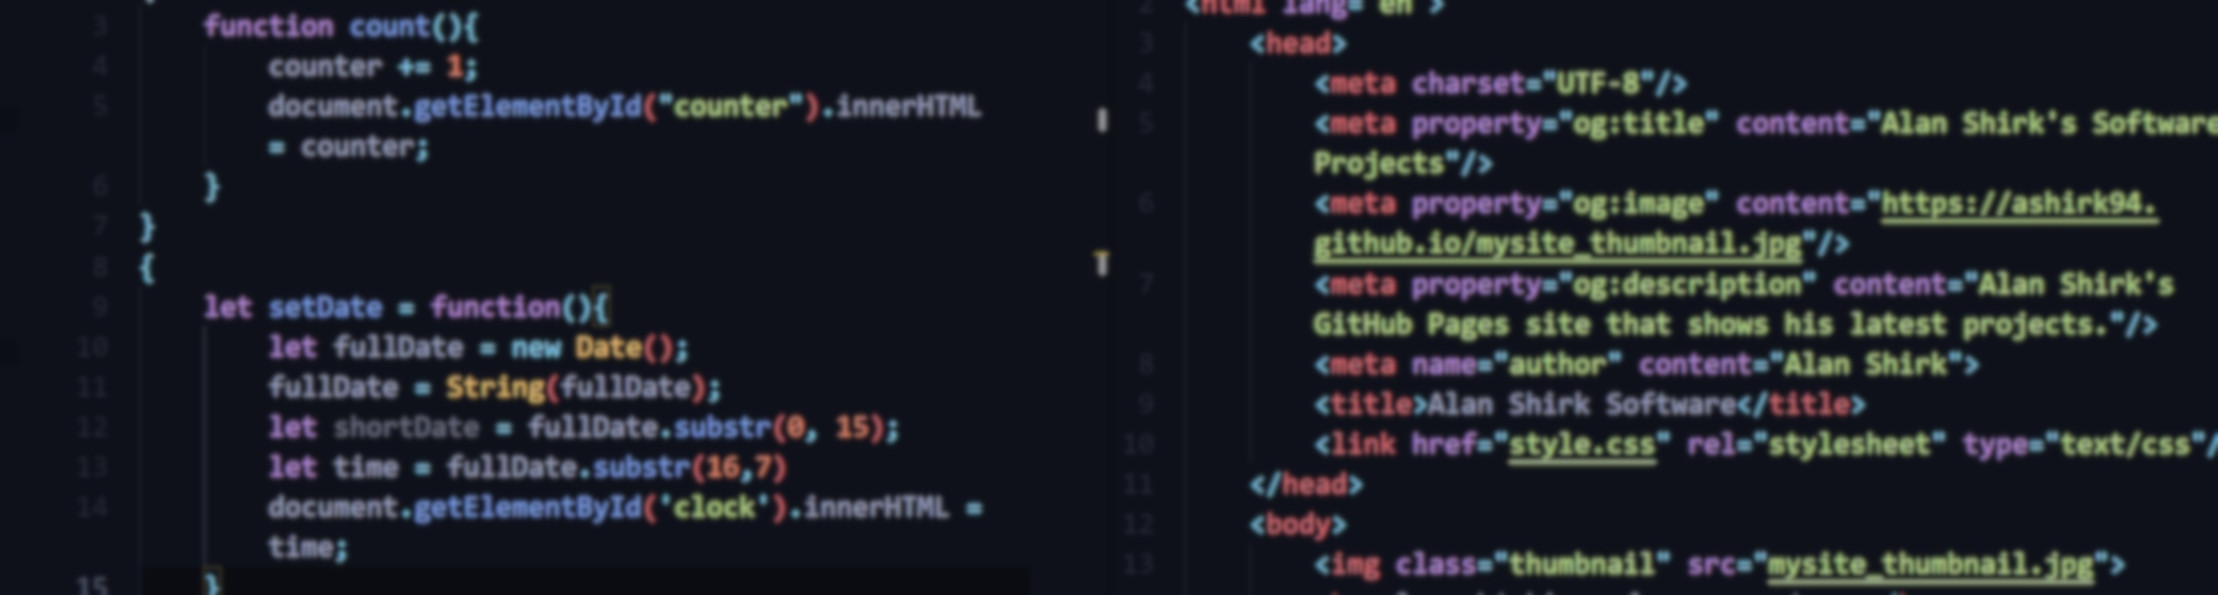 3 function count(){
4 counter += 1;
5 document.getElementById("counter").innerHTML
= counter;
6 }
7 }
8 {
9 let setDate = function(){
10 let fullDate = new Date();
11 fullDate = String(fullDate);
12 let shortDate = fullDate.substr(0, 15);
13 let time = fullDate.substr(16,7)
14 document.getElementById('clock').innerHTML =
time;
15 }
2 <html lang="en">
3 <head>
4 <meta charset="UTF-8"/>
5 <meta property="og:title" content="Alan Shirk's Software
Projects"/>
6 <meta property="og:image" content="https://ashirk94.
github.io/mysite_thumbnail.jpg"/>
7 <meta property="og:description" content="Alan Shirk's
GitHub Pages site that shows his latest projects."/>
8 <meta name="author" content="Alan Shirk">
9 <title>Alan Shirk Software</title>
10 <link href="style.css" rel="stylesheet" type="text/css"/
11 </head>
12 <body>
13 <img class="thumbnail" src="mysite_thumbnail.jpg">